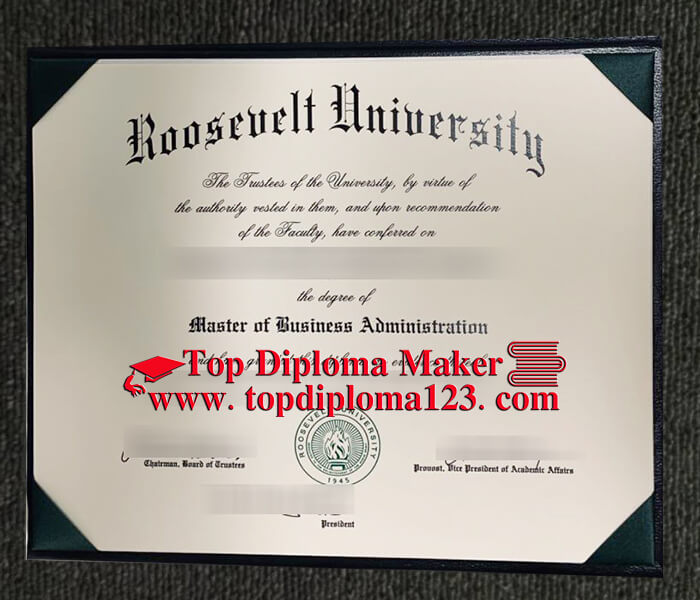 Roosevelt University
The Trustees of the University, by virtue of
the authority vested in them, and upon recommendation
of the Faculty, have conferred on
the degree of
Master of Business Administration
Top Diploma Maker
www. topdiploma123. com
ROOSEVELT UNIVERSITY
1945
Chairman, Board of Trustees
Provost, Vice President of Academic Affairs
President